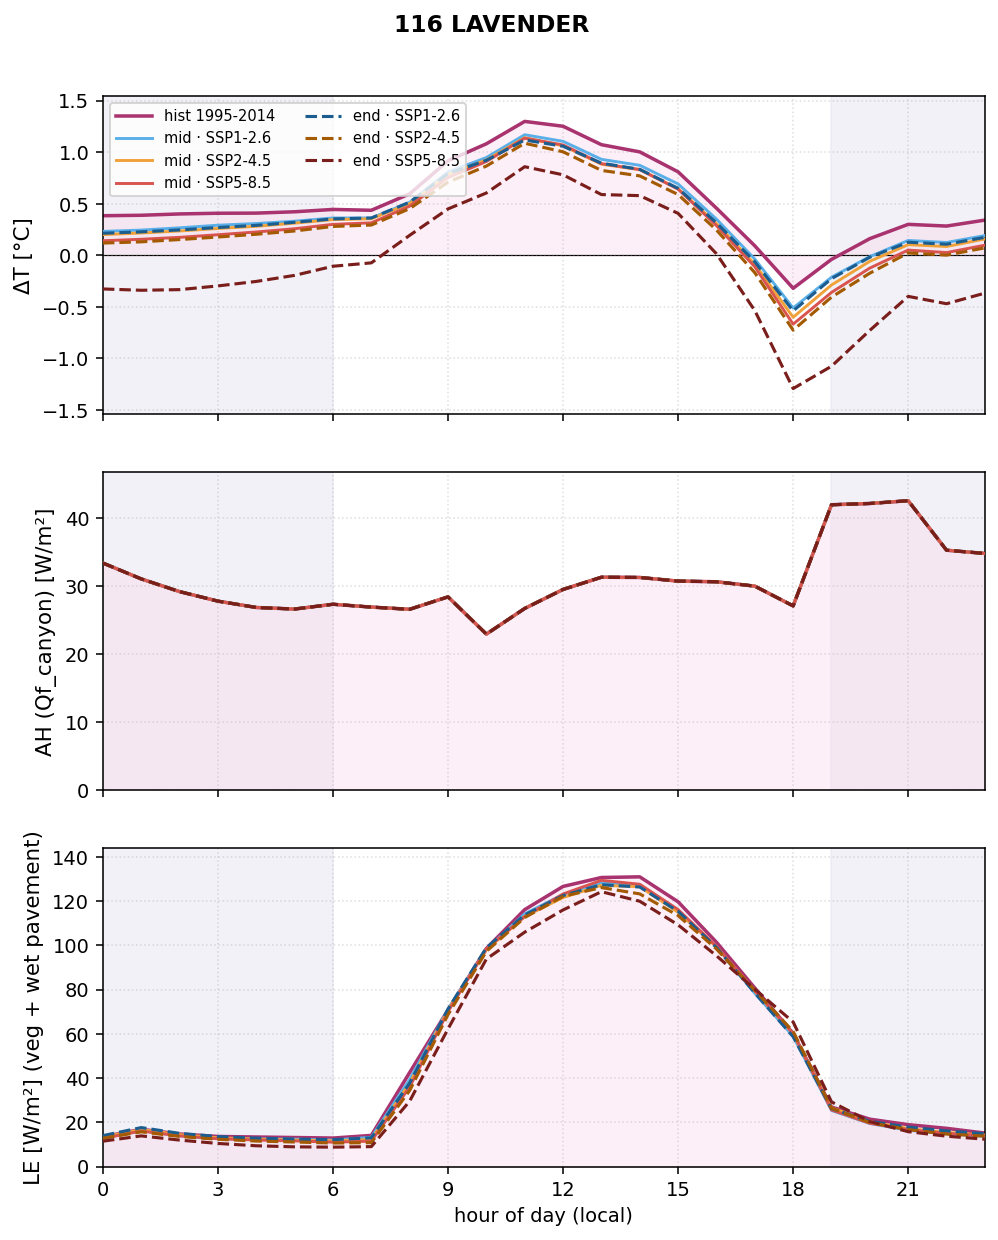 116 LAVENDER
ΔT [°C]
1.5
1.0
0.5
0.0
−0.5
−1.0
−1.5
hist 1995-2014
mid · SSP1-2.6
mid · SSP2-4.5
mid · SSP5-8.5
end · SSP1-2.6
end · SSP2-4.5
end · SSP5-8.5
AH (Qf_canyon) [W/m²]
40
30
20
10
0
LE [W/m²] (veg + wet pavement)
140
120
100
80
60
40
20
0
0 3 6 9 12 15 18 21
hour of day (local)